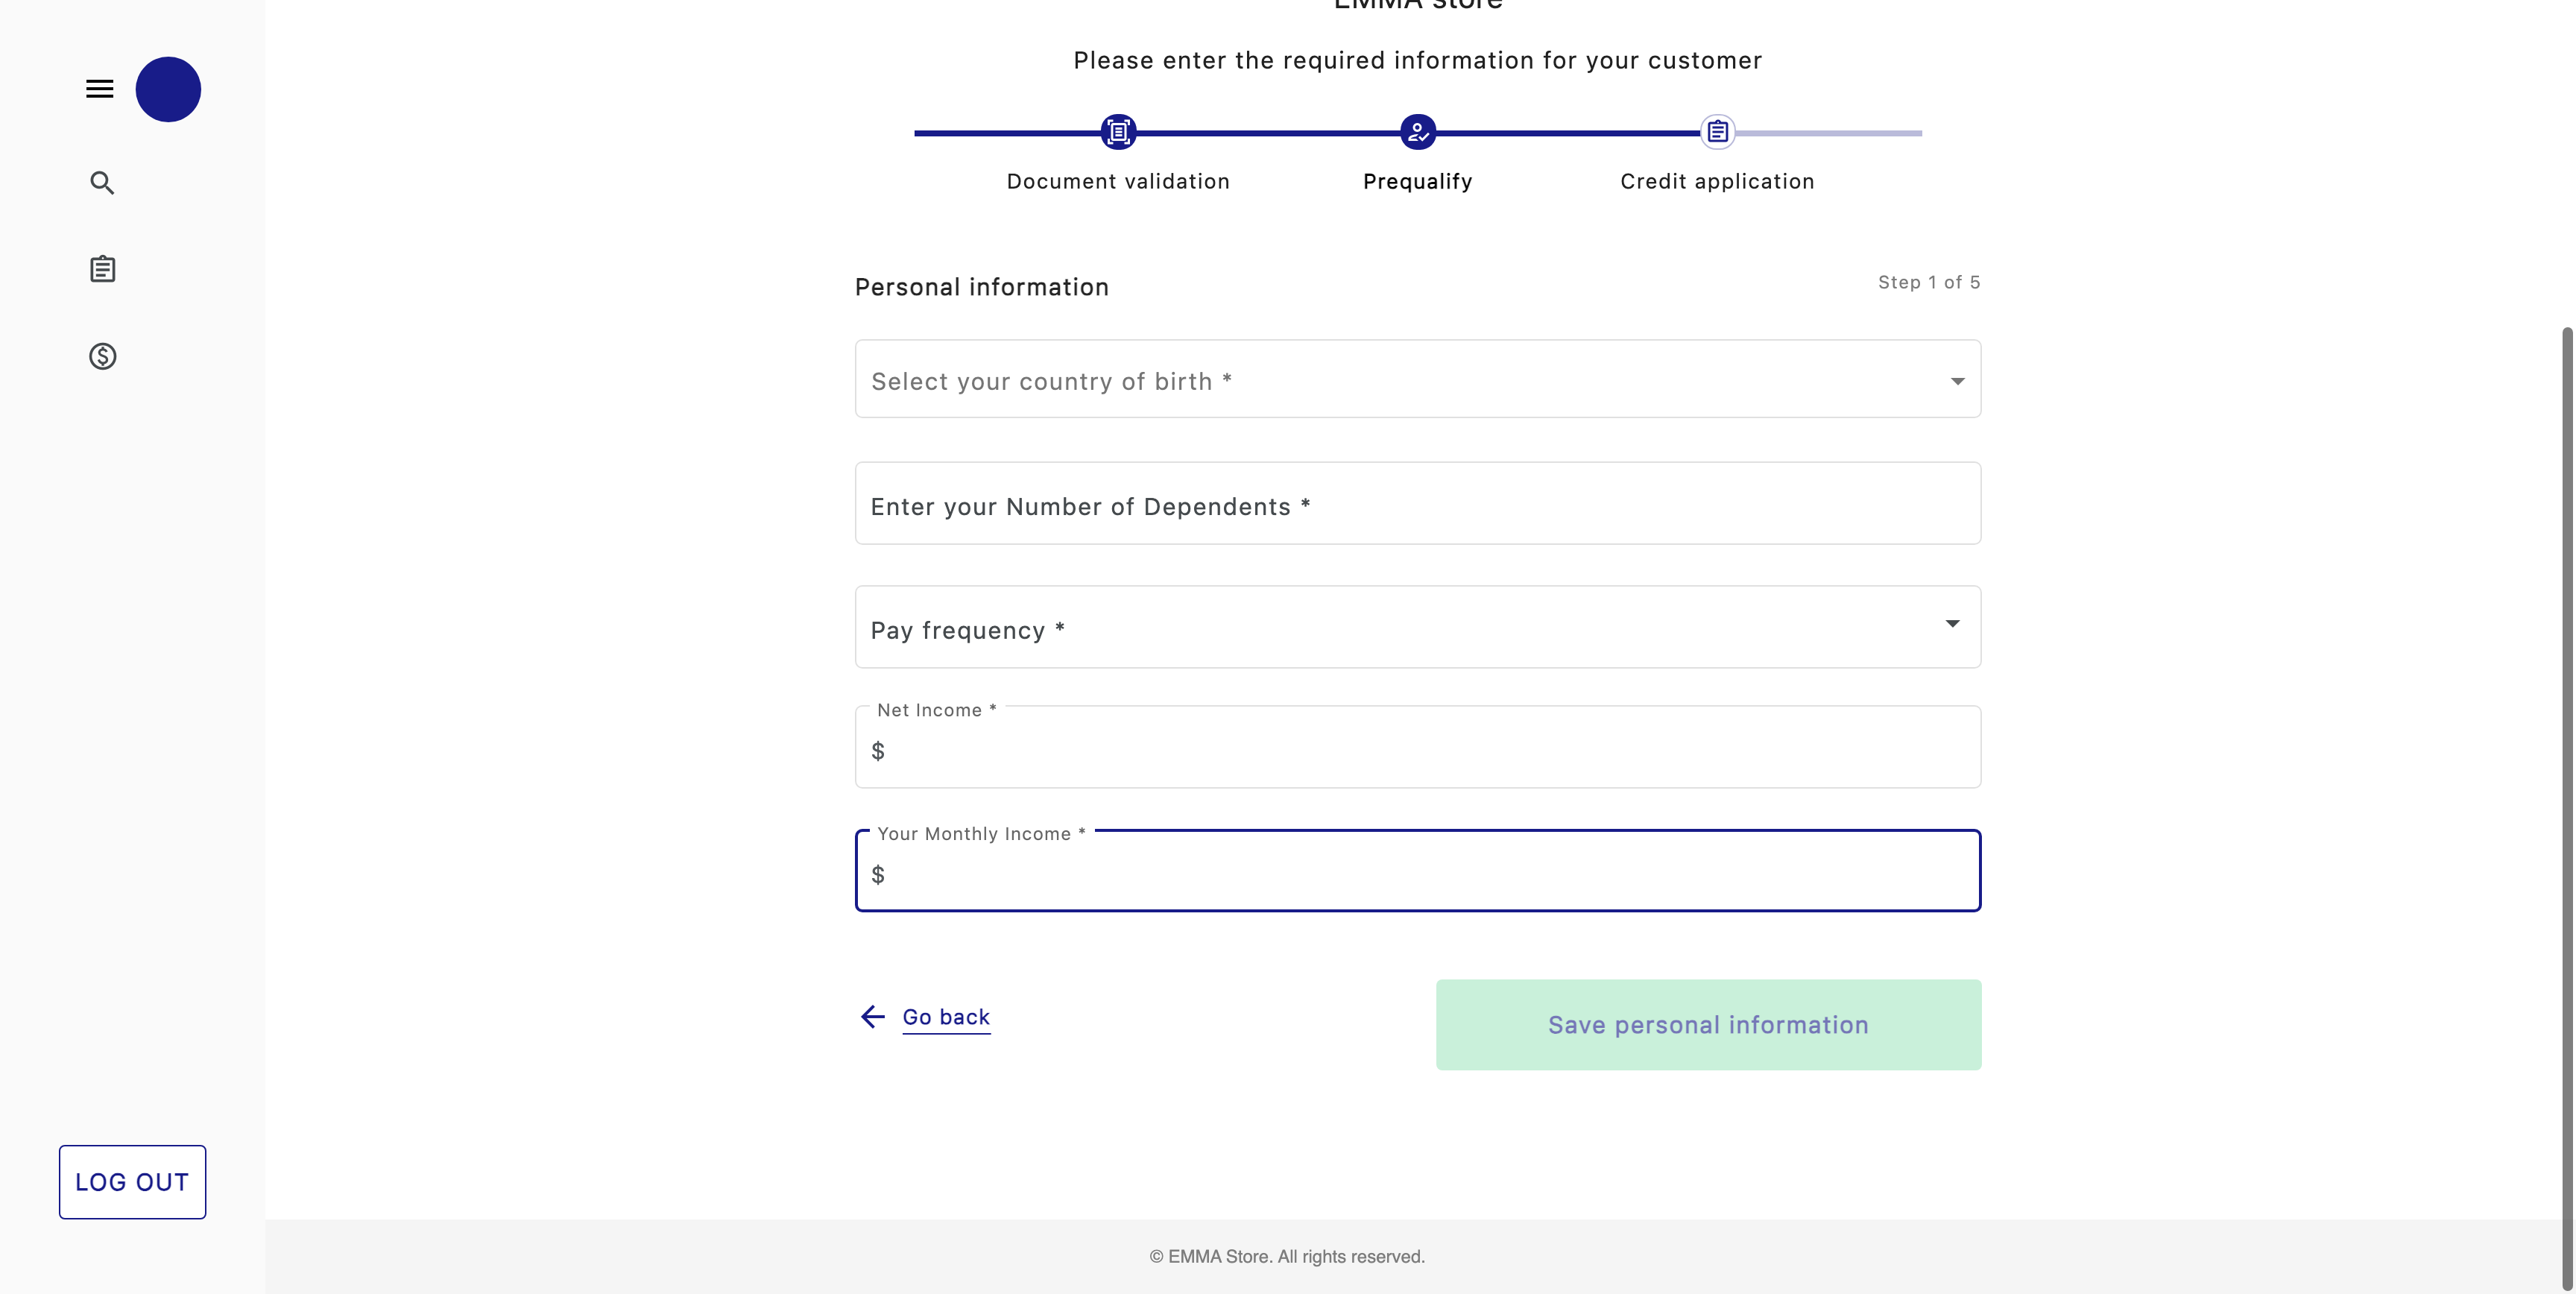 EMMA store
Please enter the required information for your customer
Document validation
Prequalify
Credit application
Personal information
Step 1 of 5
Select your country of birth *
Enter your Number of Dependents *
Pay frequency *
Net Income *
$
Your Monthly Income *
$
Go back
Save personal information
LOG OUT
© EMMA Store. All rights reserved.